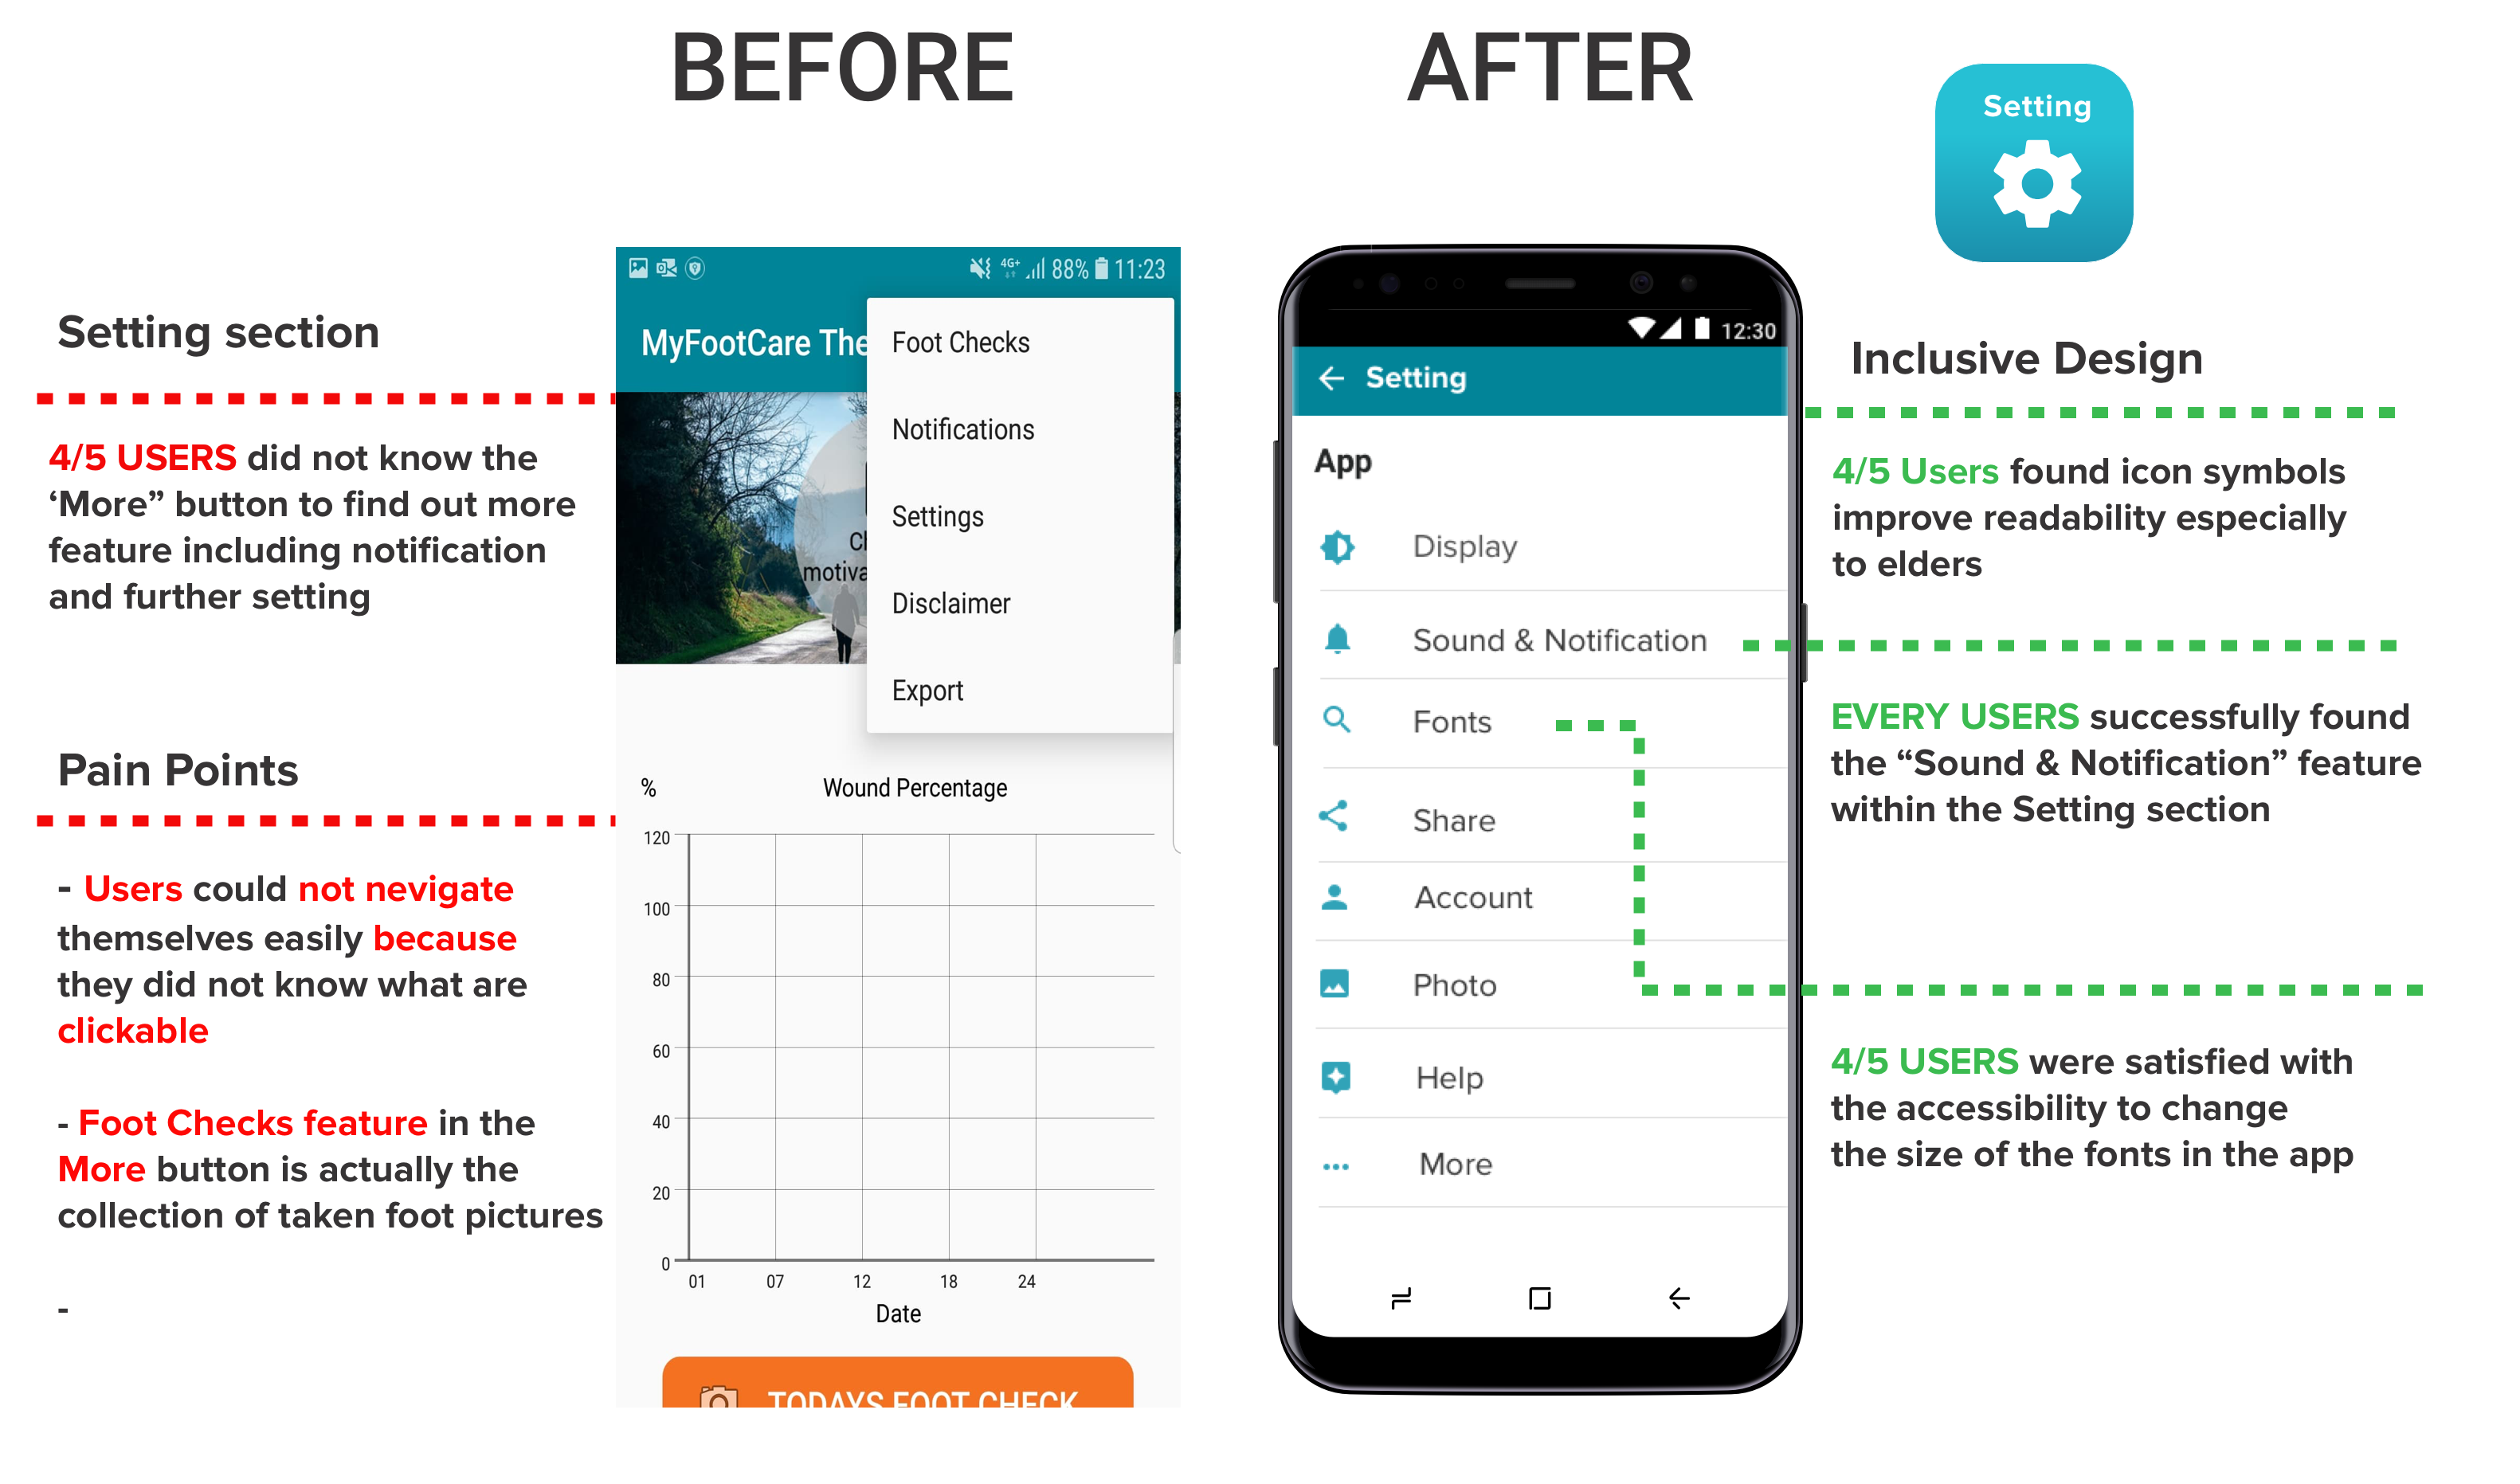 BEFORE
AFTER
Setting
Setting section
4/5 USERS did not know the
‘More” button to find out more
feature including notification
and further setting
Pain Points
- Users could not nevigate
themselves easily because
they did not know what are
clickable
- Foot Checks feature in the
More button is actually the
collection of taken foot pictures
-
4G+ 88% 11:23
MyFootCare The
Foot Checks
Notifications
Settings
Disclaimer
Export
motiva
% Wound Percentage
120
100
80
60
40
20
0
01 07 12 18 24
Date
TODAYS FOOT CHECK
12:30
Setting
App
Display
Sound & Notification
Fonts
Share
Account
Photo
Help
More
Inclusive Design
4/5 Users found icon symbols
improve readability especially
to elders
EVERY USERS successfully found
the “Sound & Notification” feature
within the Setting section
4/5 USERS were satisfied with
the accessibility to change
the size of the fonts in the app